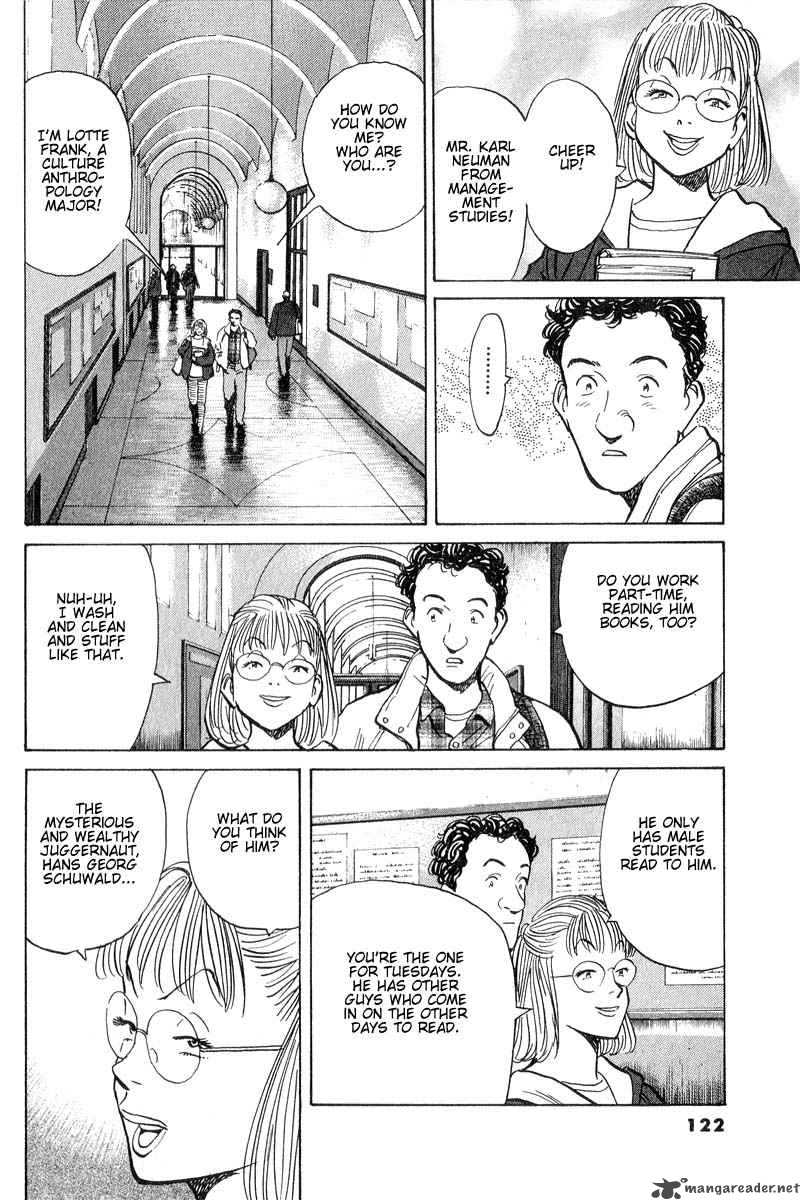 CHEER
UP!
MR. KARL
NEUMAN
FROM
MANAGE-
MENT
STUDIES!
HOW DO
YOU KNOW
ME?
WHO ARE
YOU...?
I'M LOTTE
FRANK, A
CULTURE
ANTHRO-
POLOGY
MAJOR!
........
DO YOU WORK
PART-TIME,
READING HIM
BOOKS, TOO?
NUH-UH,
I WASH
AND CLEAN
AND STUFF
LIKE THAT.
HE ONLY
HAS MALE
STUDENTS
READ TO HIM.
YOU'RE THE ONE
FOR TUESDAYS.
HE HAS OTHER
GUYS WHO COME
IN ON THE OTHER
DAYS TO READ.
WHAT DO
YOU THINK
OF HIM?
THE
MYSTERIOUS
AND WEALTHY
JUGGERNAUT,
HANS GEORG
SCHUWALD...
122
mangareader.net